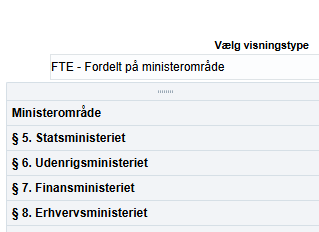 Vælg visningstype
FTE - Fordelt på ministerområde
Ministerområde
§ 5. Statsministeriet
§ 6. Udenrigsministeriet
§ 7. Finansministeriet
§ 8. Erhvervsministeriet